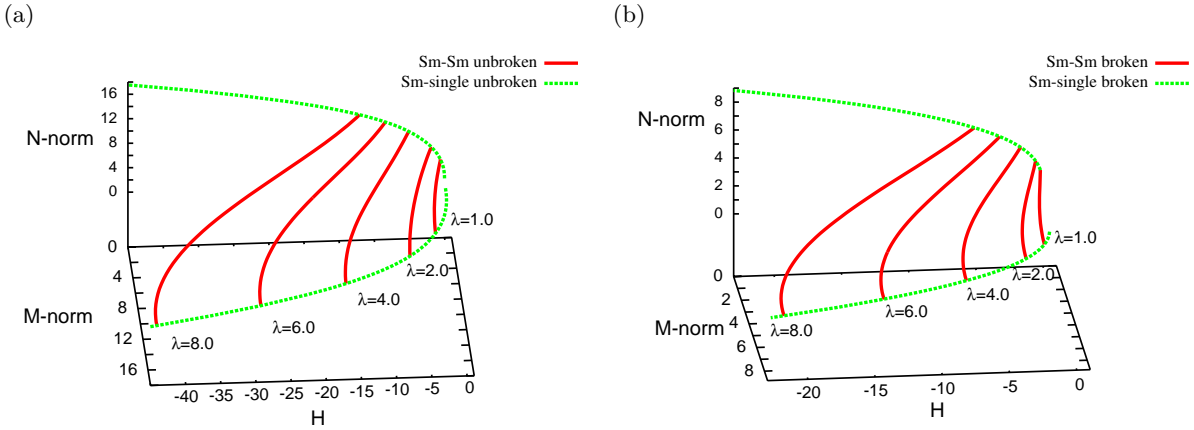 (a)
Sm-Sm unbroken
Sm-single unbroken
N-norm
16
12
8
4
0
0
4
8
12
16
M-norm
λ=1.0
λ=2.0
λ=4.0
λ=6.0
λ=8.0
-40 -35 -30 -25 -20 -15 -10 -5 0
H
(b)
Sm-Sm broken
Sm-single broken
N-norm
8
6
4
2
0
0
2
4
6
8
M-norm
λ=1.0
λ=2.0
λ=4.0
λ=6.0
λ=8.0
-20 -15 -10 -5 0
H